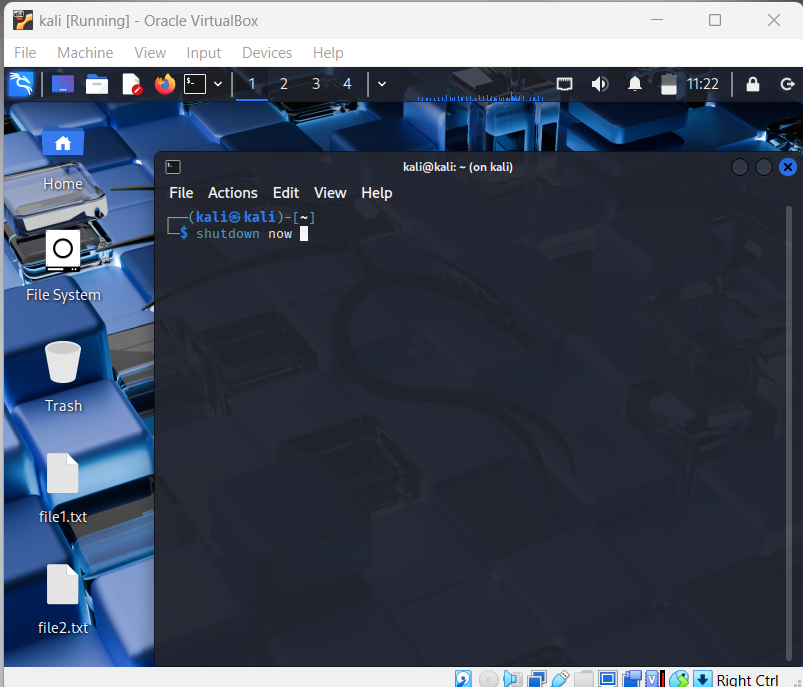 kali [Running] - Oracle VirtualBox
File Machine View Input Devices Help
1 2 3 4 11:22
Home
File System
Trash
file1.txt
file2.txt
kali@kali: ~ (on kali)
File Actions Edit View Help
┌──(kali㉿kali)-[~]
└─$ shutdown now
Right Ctrl